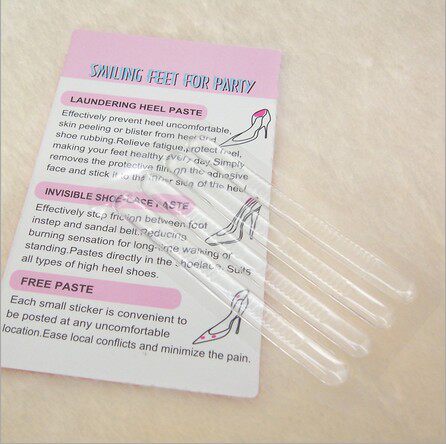 SMILING FEET FOR PARTY
LAUNDERING HEEL PASTE
Effectively prevent heel uncomfortable,
skin peeling or blister from heel and
shoe rubbing.Relieve fatigue,protect heel,
making your feet healthy every day.Simply
removes the protective film on the adhesive
face and stick it to the inner side of the heel
INVISIBLE SHOE-LACE PASTE
Effectively stop friction between foot
instep and sandal belt.Reducing
burning sensation for long-time walking or
standing.Pastes directly in the shoelace. Suits
all types of high heel shoes.
FREE PASTE
Each small sticker is convenient to
be posted at any uncomfortable
location.Ease local conflicts and minimize the pain.